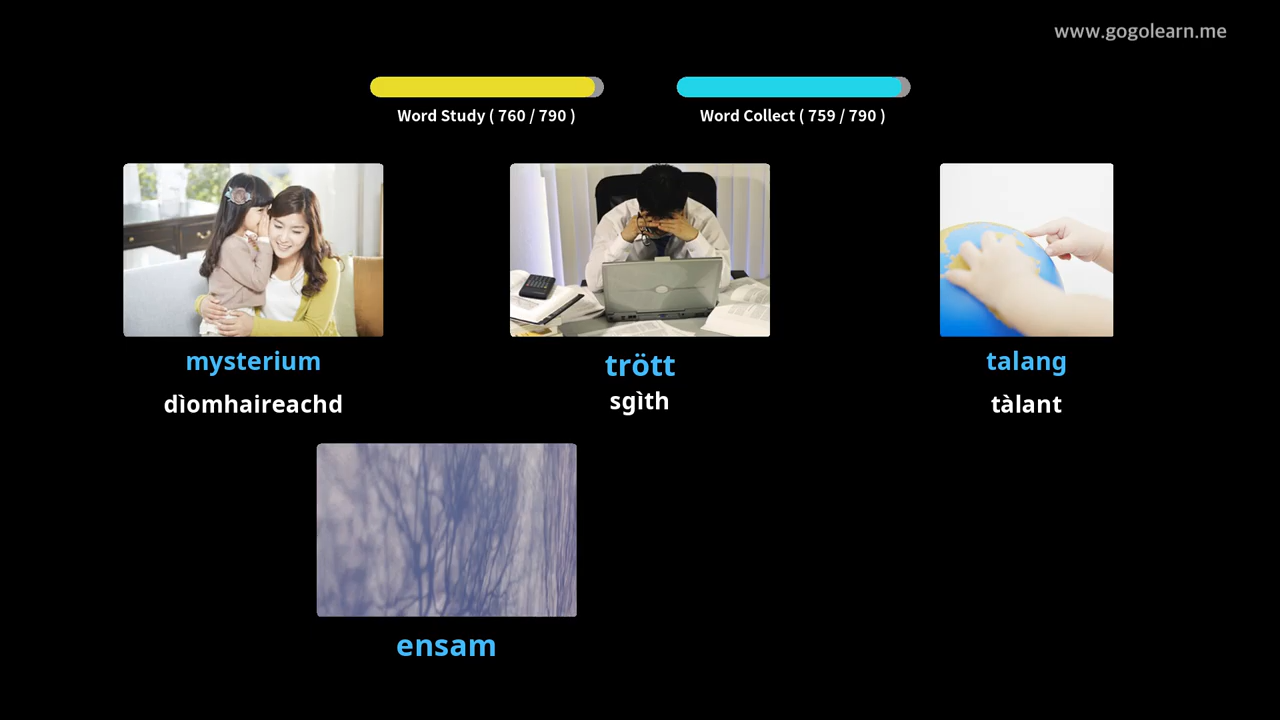 www.gogolearn.me
Word Study ( 760 / 790 )
Word Collect ( 759 / 790 )
mysterium
dìomhaireachd
trött
sgìth
talang
tàlant
ensam